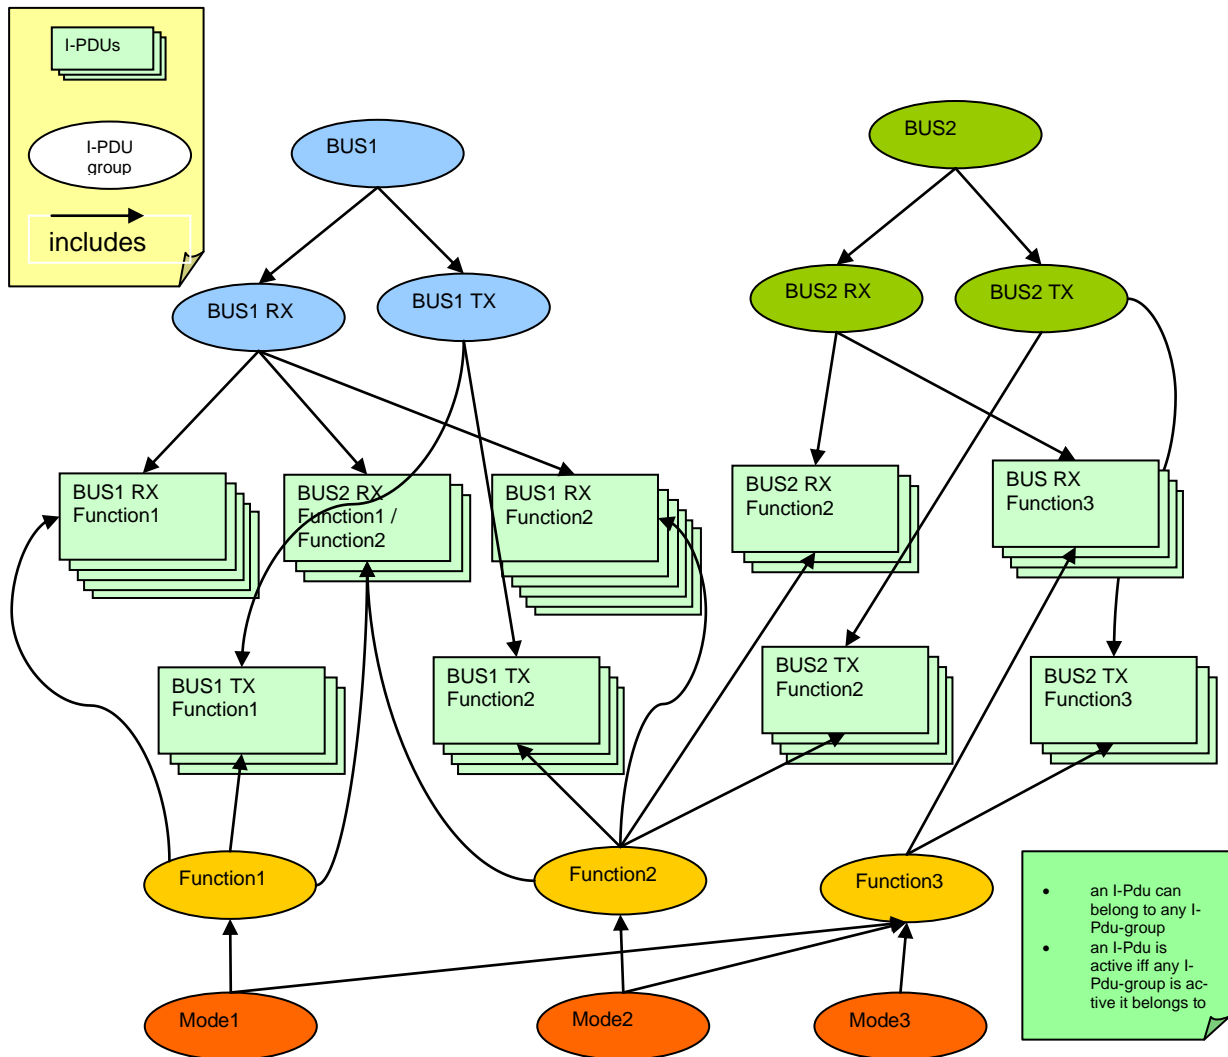 I-PDUs
I-PDU
group
includes
BUS1
BUS2
BUS1 RX
BUS1 TX
BUS2 RX
BUS2 TX
BUS1 RX
Function1
BUS2 RX
Function1 /
Function2
BUS1 RX
Function2
BUS2 RX
Function2
BUS RX
Function3
BUS1 TX
Function1
BUS1 TX
Function2
BUS2 TX
Function2
BUS2 TX
Function3
Function1
Function2
Function3
• an I-Pdu can
belong to any I-
Pdu-group
• an I-Pdu is
active iff any I-
Pdu-group is ac-
tive it belongs to
Mode1
Mode2
Mode3